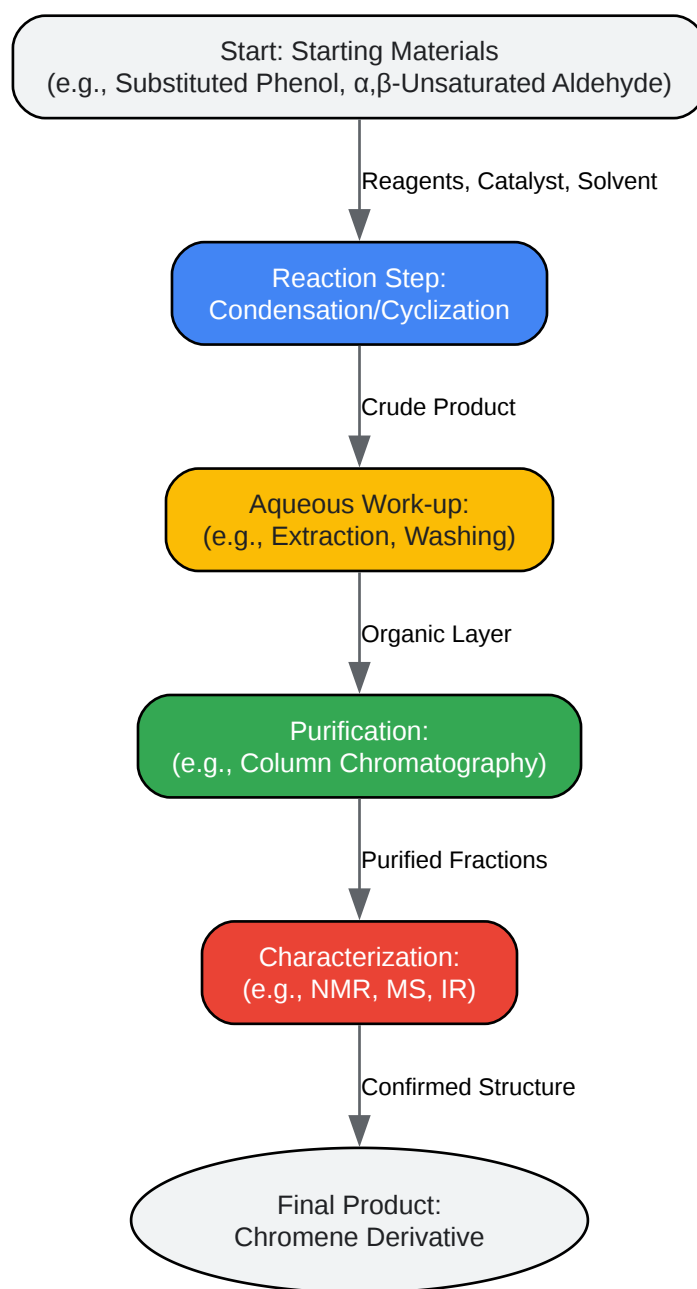 Start: Starting Materials
(e.g., Substituted Phenol, α,β-Unsaturated Aldehyde)
Reagents, Catalyst, Solvent
Reaction Step:
Condensation/Cyclization
Crude Product
Aqueous Work-up:
(e.g., Extraction, Washing)
Organic Layer
Purification:
(e.g., Column Chromatography)
Purified Fractions
Characterization:
(e.g., NMR, MS, IR)
Confirmed Structure
Final Product:
Chromene Derivative